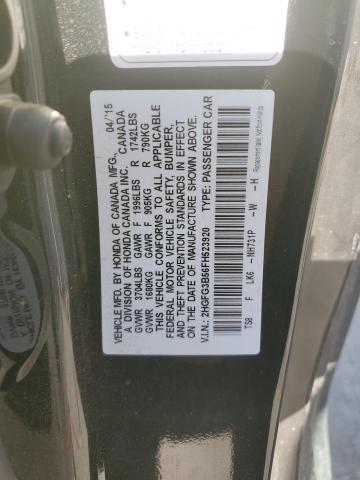 VEHICLE MFD. BY HONDA OF CANADA MFG. 04/15
A DIVISION OF HONDA CANADA INC. CANADA
GVWR 3704LBS GAWR F 1996LBS R 1742LBS
GVWR 1680KG GAWR F 905KG R 790KG
THIS VEHICLE CONFORMS TO ALL APPLICABLE
FEDERAL MOTOR VEHICLE SAFETY, BUMPER,
AND THEFT PREVENTION STANDARDS IN EFFECT
ON THE DATE OF MANUFACTURE SHOWN ABOVE.
V.I.N.: 2HGFG3B56FH523920 TYPE: PASSENGER CAR
TS8 F LK6 -NH731P -W -H